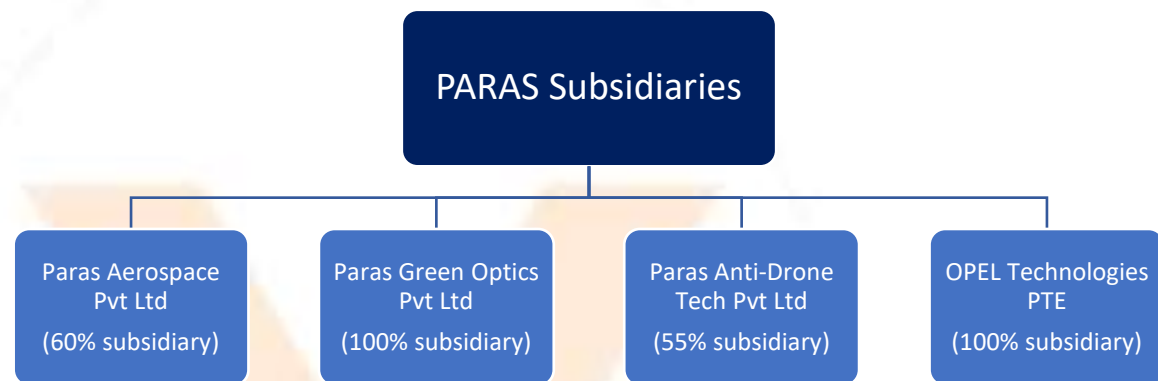 PARAS Subsidiaries
Paras Aerospace
Pvt Ltd
(60% subsidiary)
Paras Green Optics
Pvt Ltd
(100% subsidiary)
Paras Anti-Drone
Tech Pvt Ltd
(55% subsidiary)
OPEL Technologies
PTE
(100% subsidiary)